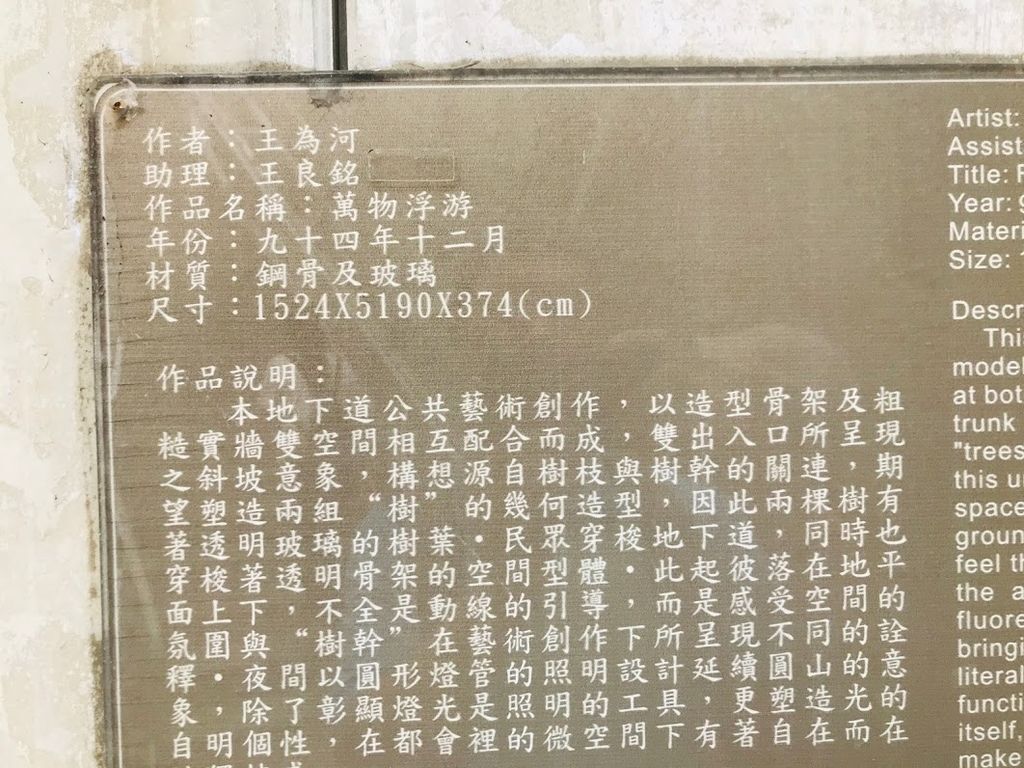 作者：王為河
助理：王良銘
作品名稱：萬物浮游
年份：九十四年十二月
材質：鋼骨及玻璃
尺寸：1524X5190X374(cm)
作品說明：
本地下道公共藝術創作，以造型骨架及粗
糙實牆雙空間相互配合而成，雙出入口所呈現
之斜坡意象，構想源自樹枝與樹幹的關連，期
望塑造兩組“樹”的幾何造型，因此兩棵樹有
著透明玻璃的樹葉•民眾穿梭地下道，同時也
穿梭著透明骨架的空間型體•此起彼落在地平
面上下，不全是動線的引導，而是感受空間的
氛圍與“樹幹”在藝術創作下所呈現不同的詮
釋•夜間以圓形燈管的照明設計延續圓山的意
象，除了彰顯燈光是照明的工具，更塑造光的
自明個性，在都會裡的微空間下有著自在而在
Artist:
Assist
Title:
Year:
Materi
Size:
Descr
Thi
model
at bot
trunk
"trees
this u
space
groun
feel th
the a
fluore
bringi
literal
functi
itself,
make